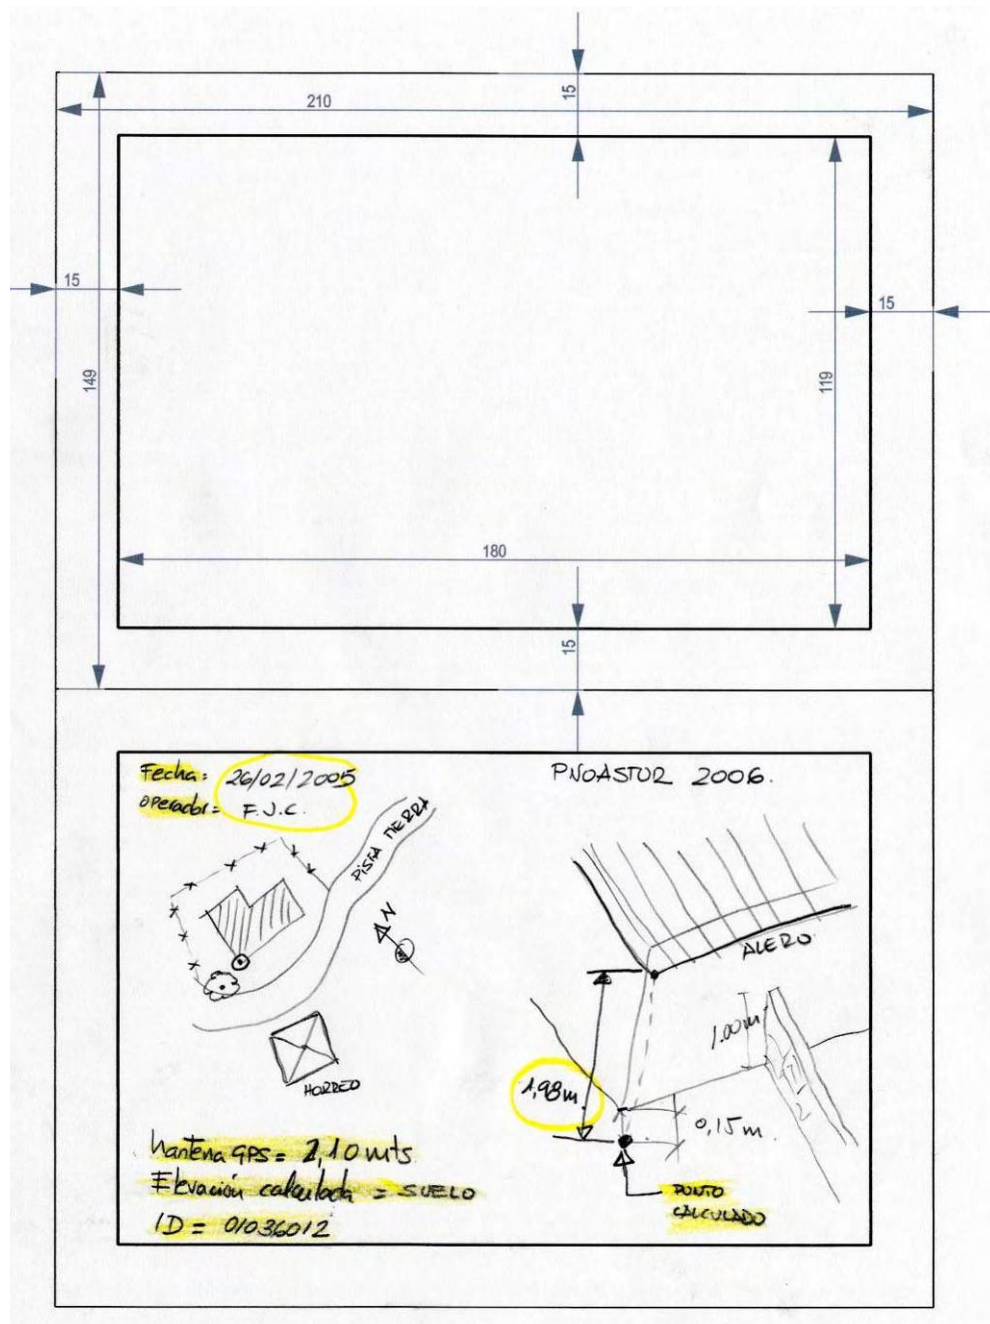 15
210
15
15
149
119
180
15
Fecha: 26/02/2005
Operador: F.J.C.
PNOASTUR 2006.
PISTA TIERRA
N
ALERO
1.00m
HORREO
1,98m.
0,15m.
hantena GPS = 2,10 mts
Elevación calculada = SUELO
ID = 01036012
PUNTO
CALCULADO